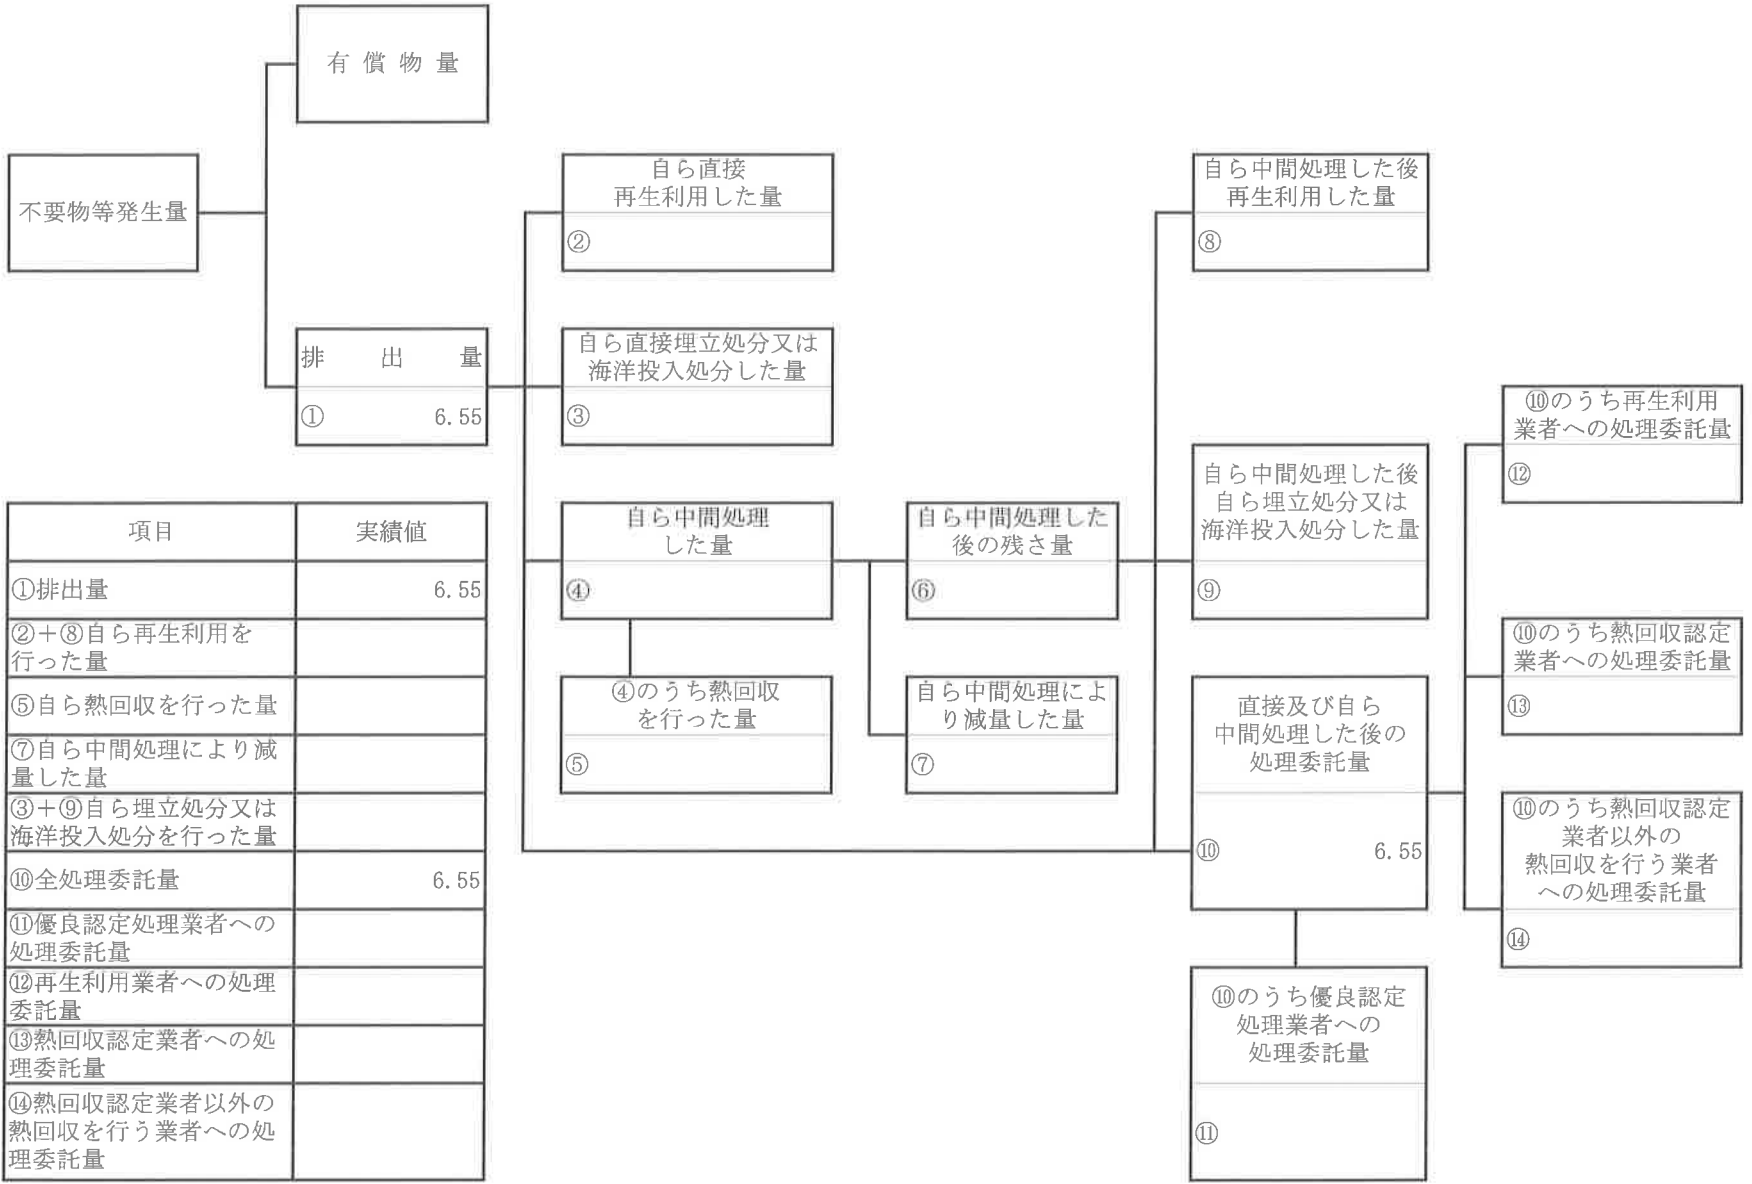 有償物量
不要物等発生量
排出量
① 6.55
自ら直接
再生利用した量
②
自ら直接埋立処分又は
海洋投入処分した量
③
自ら中間処理
した量
④
④のうち熱回収
を行った量
⑤
自ら中間処理した
後の残さ量
⑥
自ら中間処理によ
り減量した量
⑦
自ら中間処理した後
再生利用した量
⑧
自ら中間処理した後
自ら埋立処分又は
海洋投入処分した量
⑨
直接及び自ら
中間処理した後の
処理委託量
⑩ 6.55
⑩のうち優良認定
処理業者への
処理委託量
⑪
⑩のうち再生利用
業者への処理委託量
⑫
⑩のうち熱回収認定
業者への処理委託量
⑬
⑩のうち熱回収認定
業者以外の
熱回収を行う業者
への処理委託量
⑭
項目 実績値
①排出量 6.55
②+⑧自ら再生利用を
行った量
⑤自ら熱回収を行った量
⑦自ら中間処理により減
量した量
③+⑨自ら埋立処分又は
海洋投入処分を行った量
⑩全処理委託量 6.55
⑪優良認定処理業者への
処理委託量
⑫再生利用業者への処理
委託量
⑬熱回収認定業者への処
理委託量
⑭熱回収認定業者以外の
熱回収を行う業者への処
理委託量